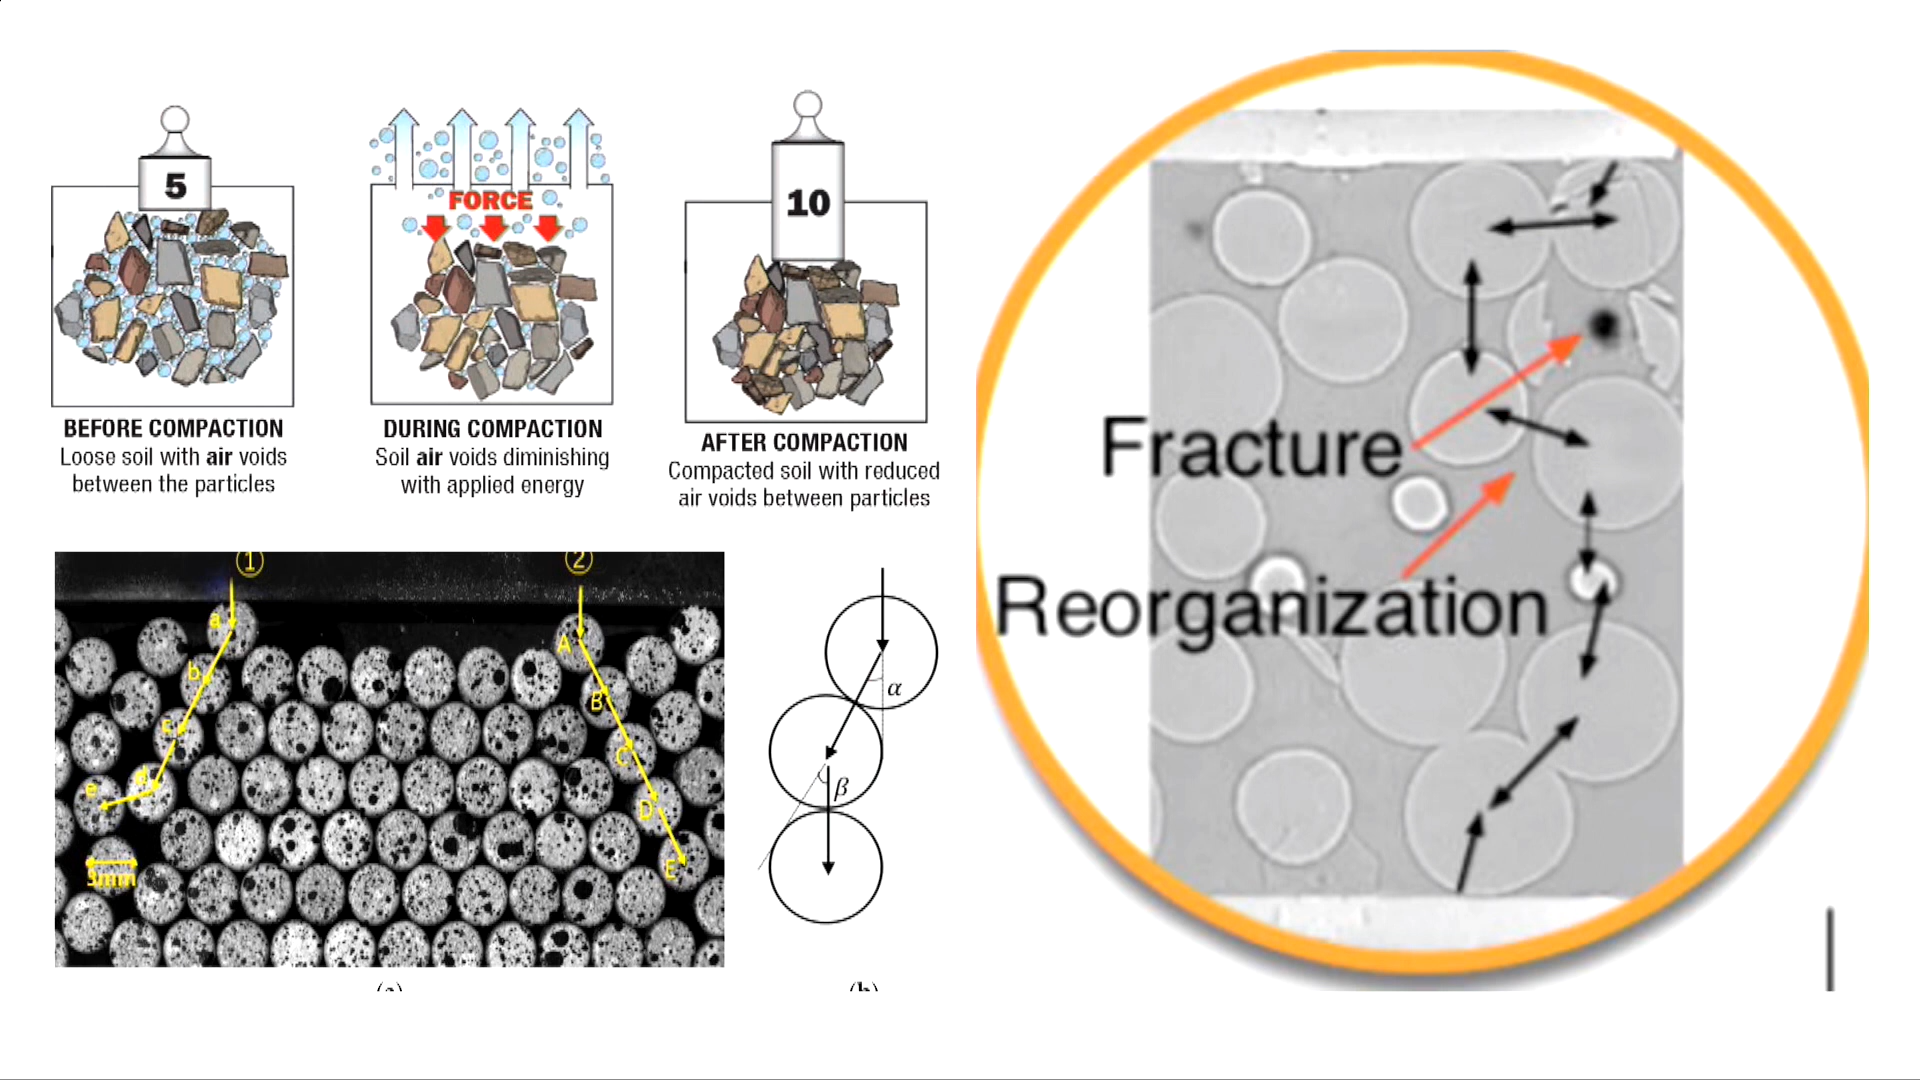 5
BEFORE COMPACTION
Loose soil with air voids
between the particles
FORCE
DURING COMPACTION
Soil air voids diminishing
with applied energy
10
AFTER COMPACTION
Compacted soil with reduced
air voids between particles
①
②
a
b
c
d
e
A
B
C
D
E
3mm
(a)
α
β
(b)
Fracture
Reorganization